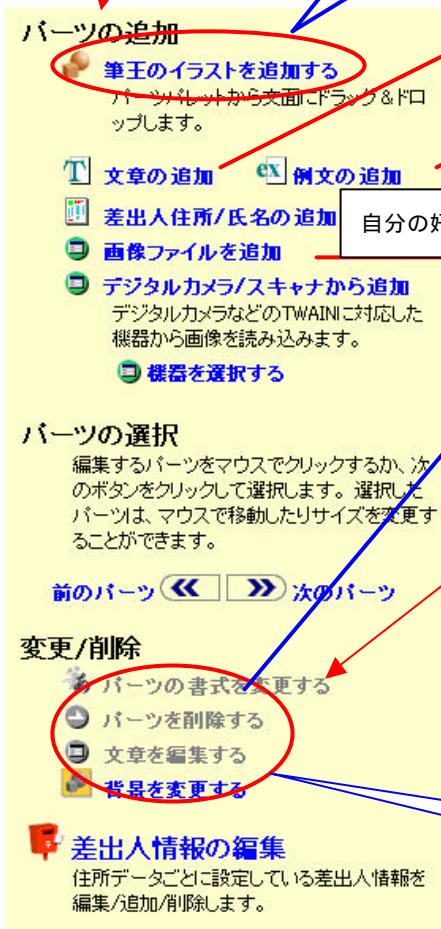 パーツの追加
筆王のイラストを追加する
パーツパレットから文面にドラッグ&ドロ
ップします。
文章の追加 例文の追加
差出人住所/氏名の追加
自分の好
画像ファイルを追加
デジタルカメラ/スキャナから追加
デジタルカメラなどのTWAINに対応した
機器から画像を読み込みます。
機器を選択する
パーツの選択
編集するパーツをマウスでクリックするか、次
のボタンをクリックして選択します。選択した
パーツは、マウスで移動したりサイズを変更す
ることができます。
前のパーツ 次のパーツ
変更/削除
パーツの書式を変更する
パーツを削除する
文章を編集する
背景を変更する
差出人情報の編集
住所データごとに設定している差出人情報を
編集/追加/削除します。